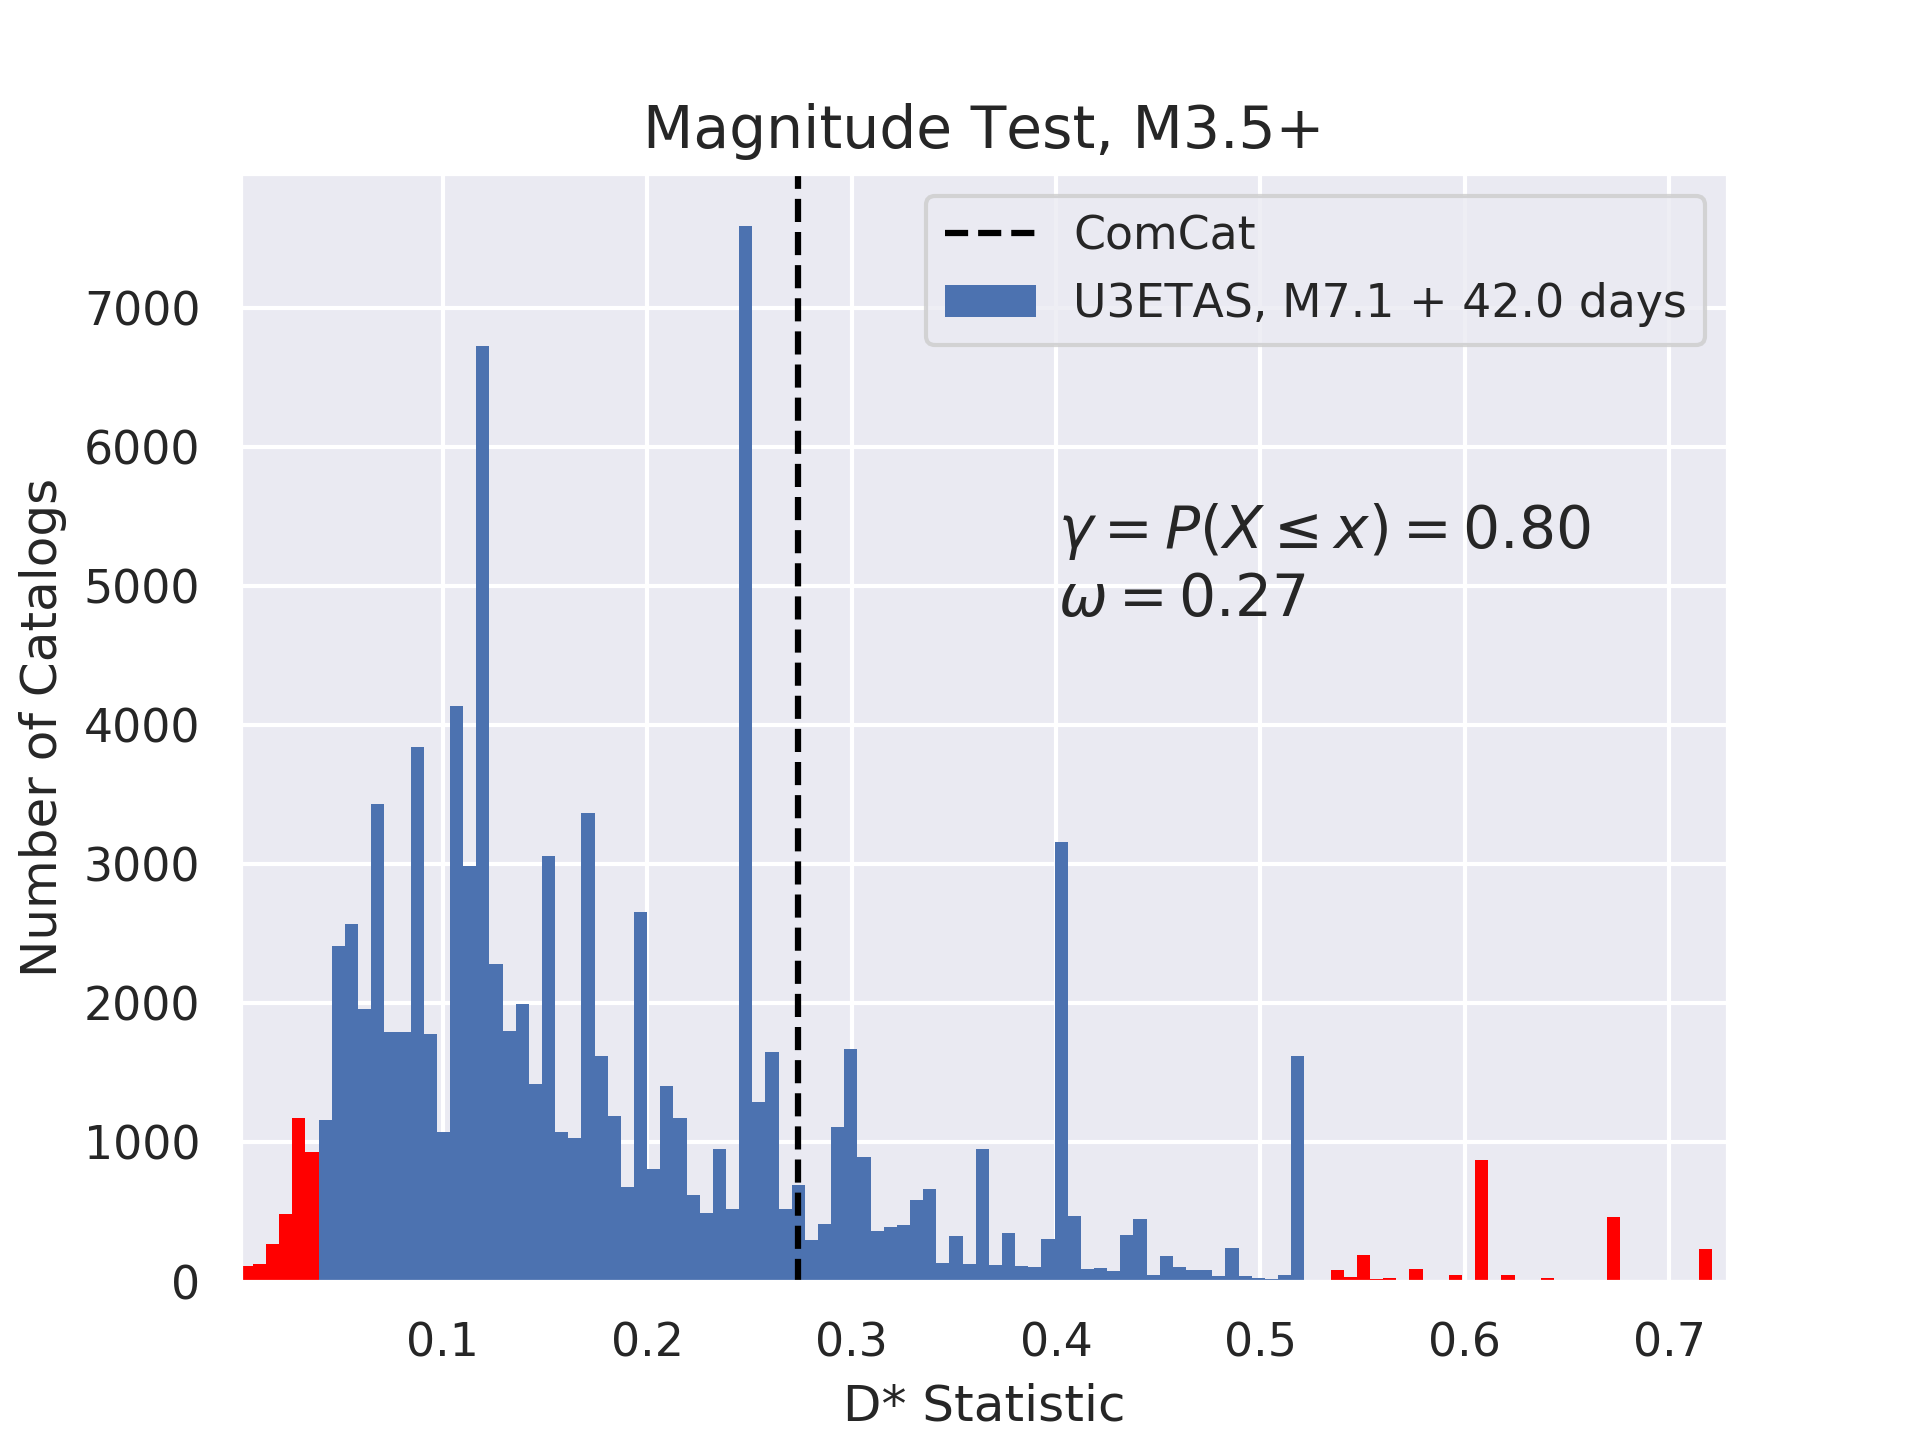 Magnitude Test, M3.5+
ComCat
U3ETAS, M7.1 + 42.0 days
γ = P(X ≤ x) = 0.80
ω = 0.27
Number of Catalogs
7000
6000
5000
4000
3000
2000
1000
0
0.1 0.2 0.3 0.4 0.5 0.6 0.7
D* Statistic